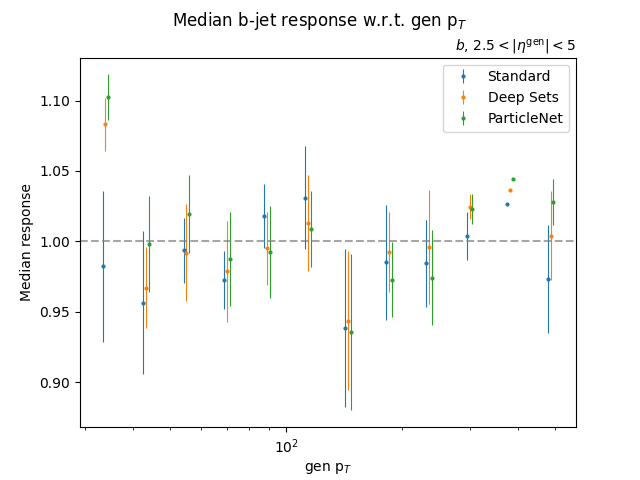 Median b-jet response w.r.t. gen p_T
b, 2.5 < |η^gen| < 5
Standard
Deep Sets
ParticleNet
Median response
1.10
1.05
1.00
0.95
0.90
10^2
gen p_T